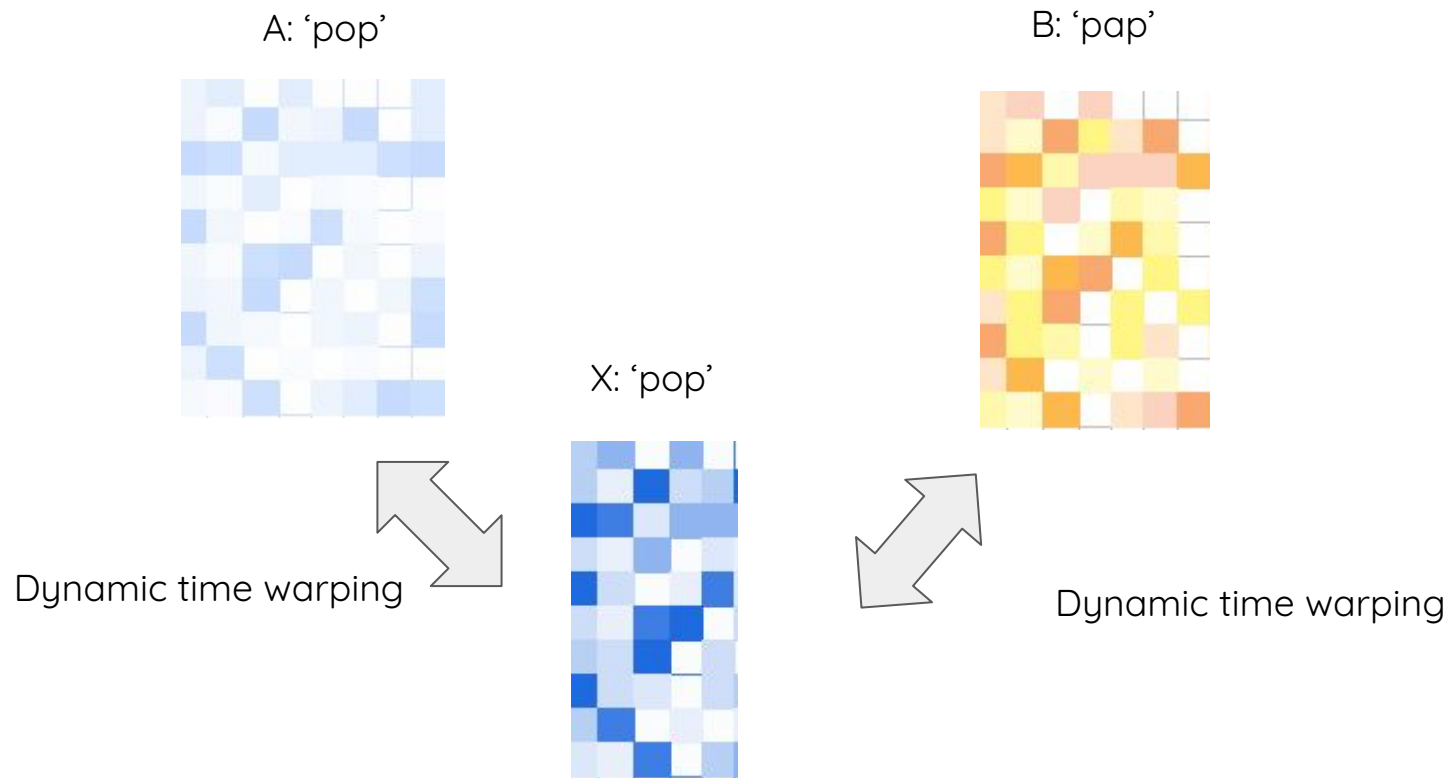 A: ‘pop’
B: ‘pap’
X: ‘pop’
Dynamic time warping
Dynamic time warping